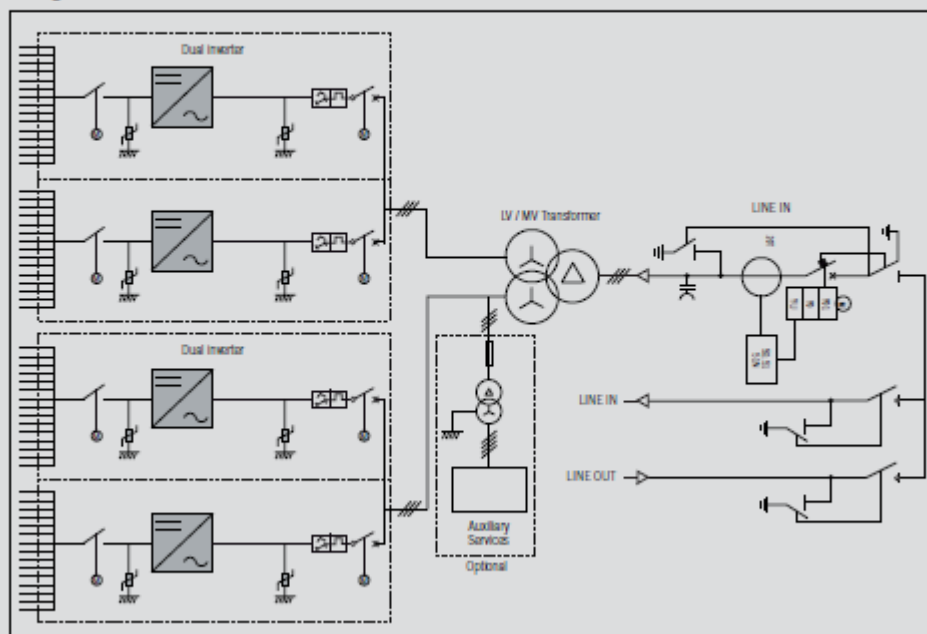 Dual inverter
LV / MV Transformer
LINE IN
Dual inverter
LINE IN
LINE OUT
Auxiliary
Services
Optional